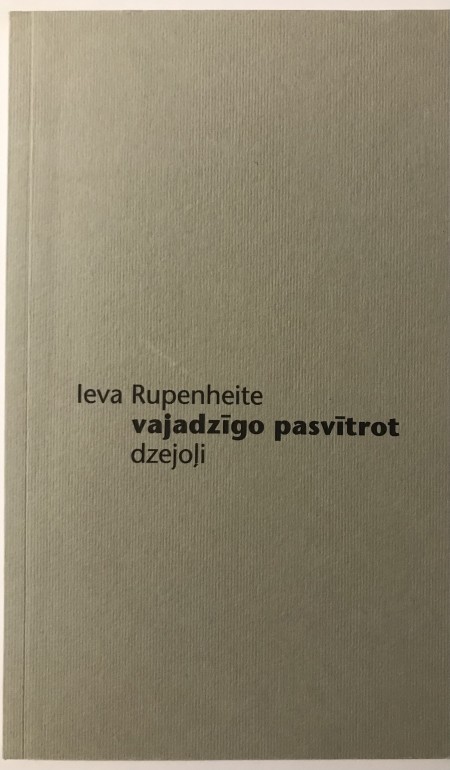 Ieva Rupenheite
vajadzīgo pasvītrot
dzejoļi